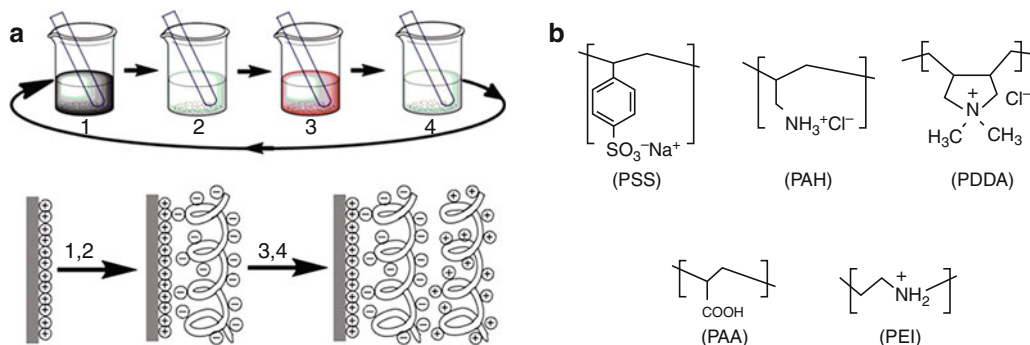 a
1 2 3 4
1,2
3,4
b
SO₃⁻Na⁺
(PSS)
NH₃⁺Cl⁻
(PAH)
+
N
Cl⁻
H₃C CH₃
(PDDA)
COOH
(PAA)
+
NH₂
(PEI)